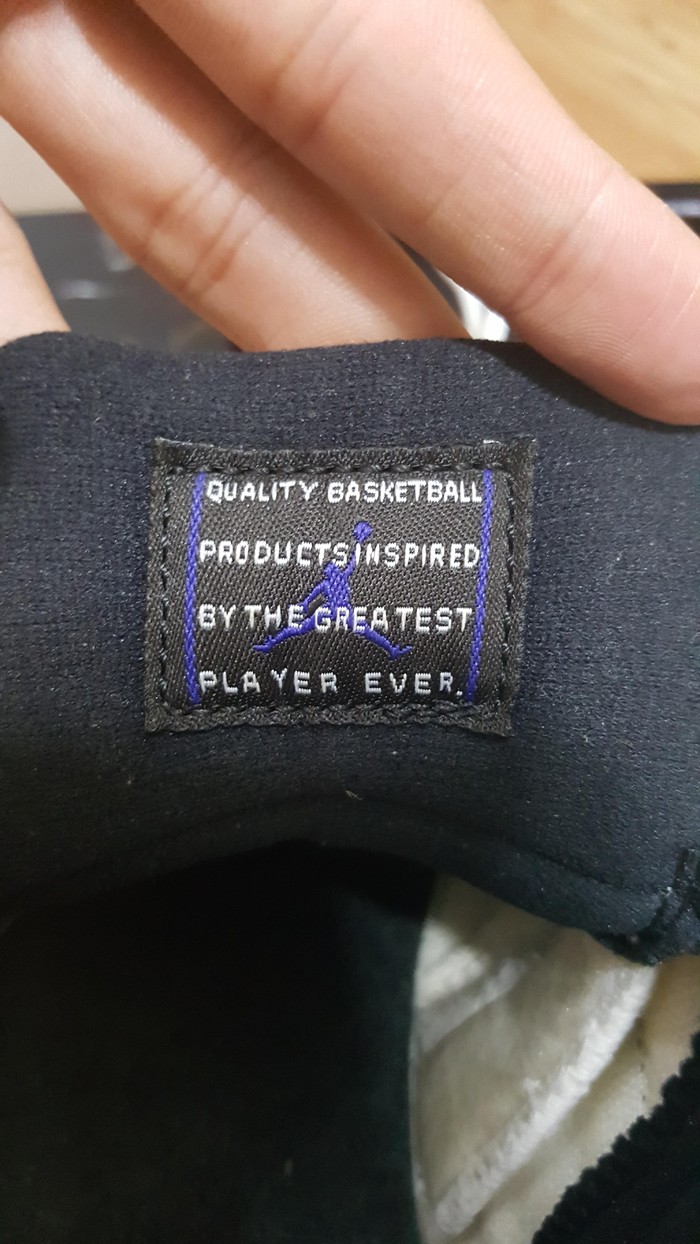 QUALITY BASKETBALL
PRODUCTS INSPIRED
BY THE GREATEST
PLAYER EVER.